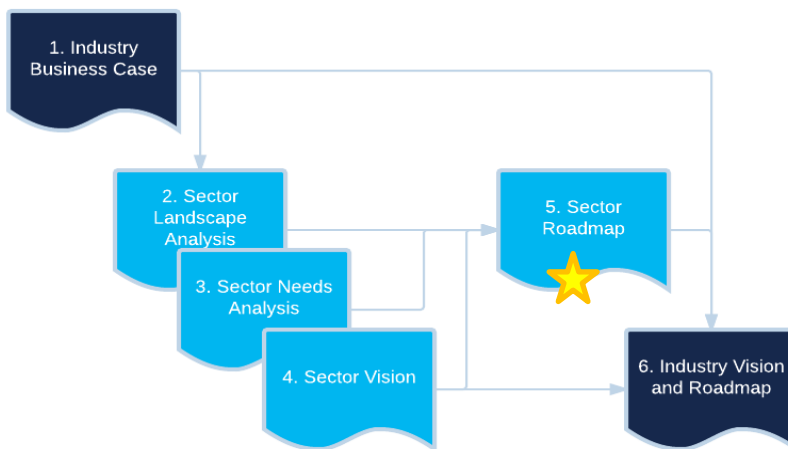 1. Industry
Business Case
2. Sector
Landscape
Analysis
3. Sector Needs
Analysis
4. Sector Vision
5. Sector
Roadmap
6. Industry Vision
and Roadmap